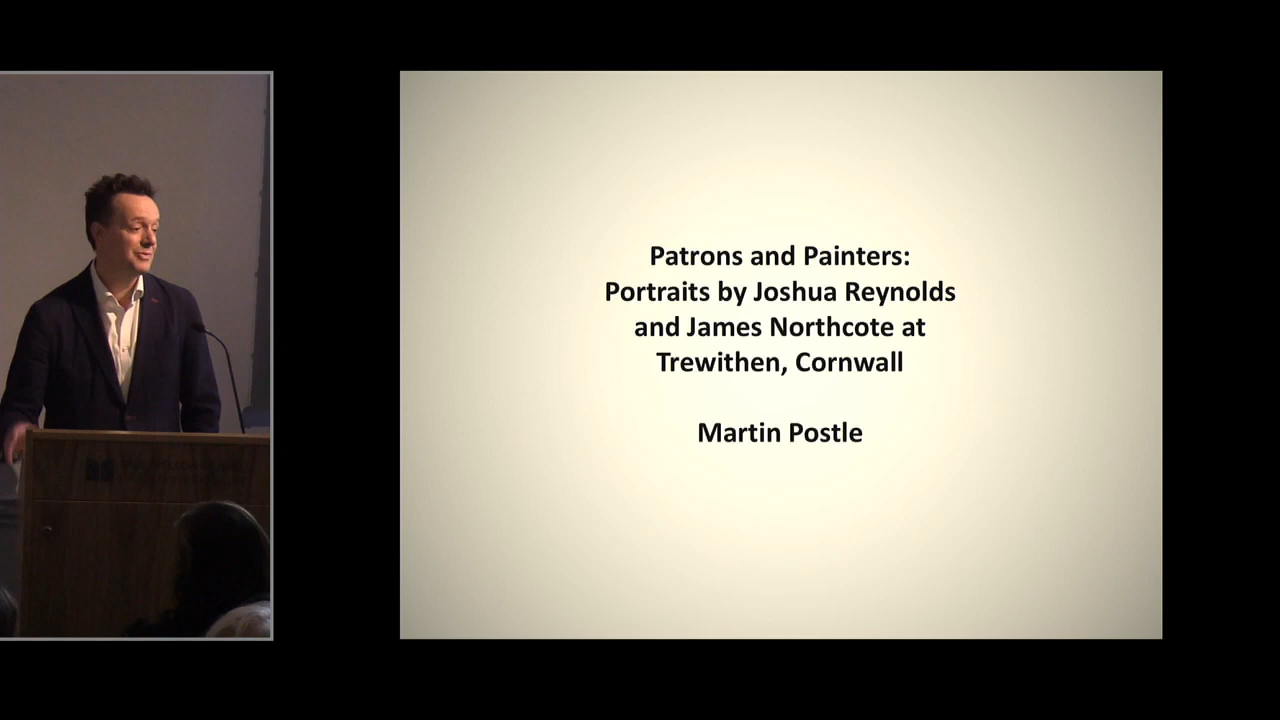 Patrons and Painters:
Portraits by Joshua Reynolds
and James Northcote at
Trewithen, Cornwall
Martin Postle